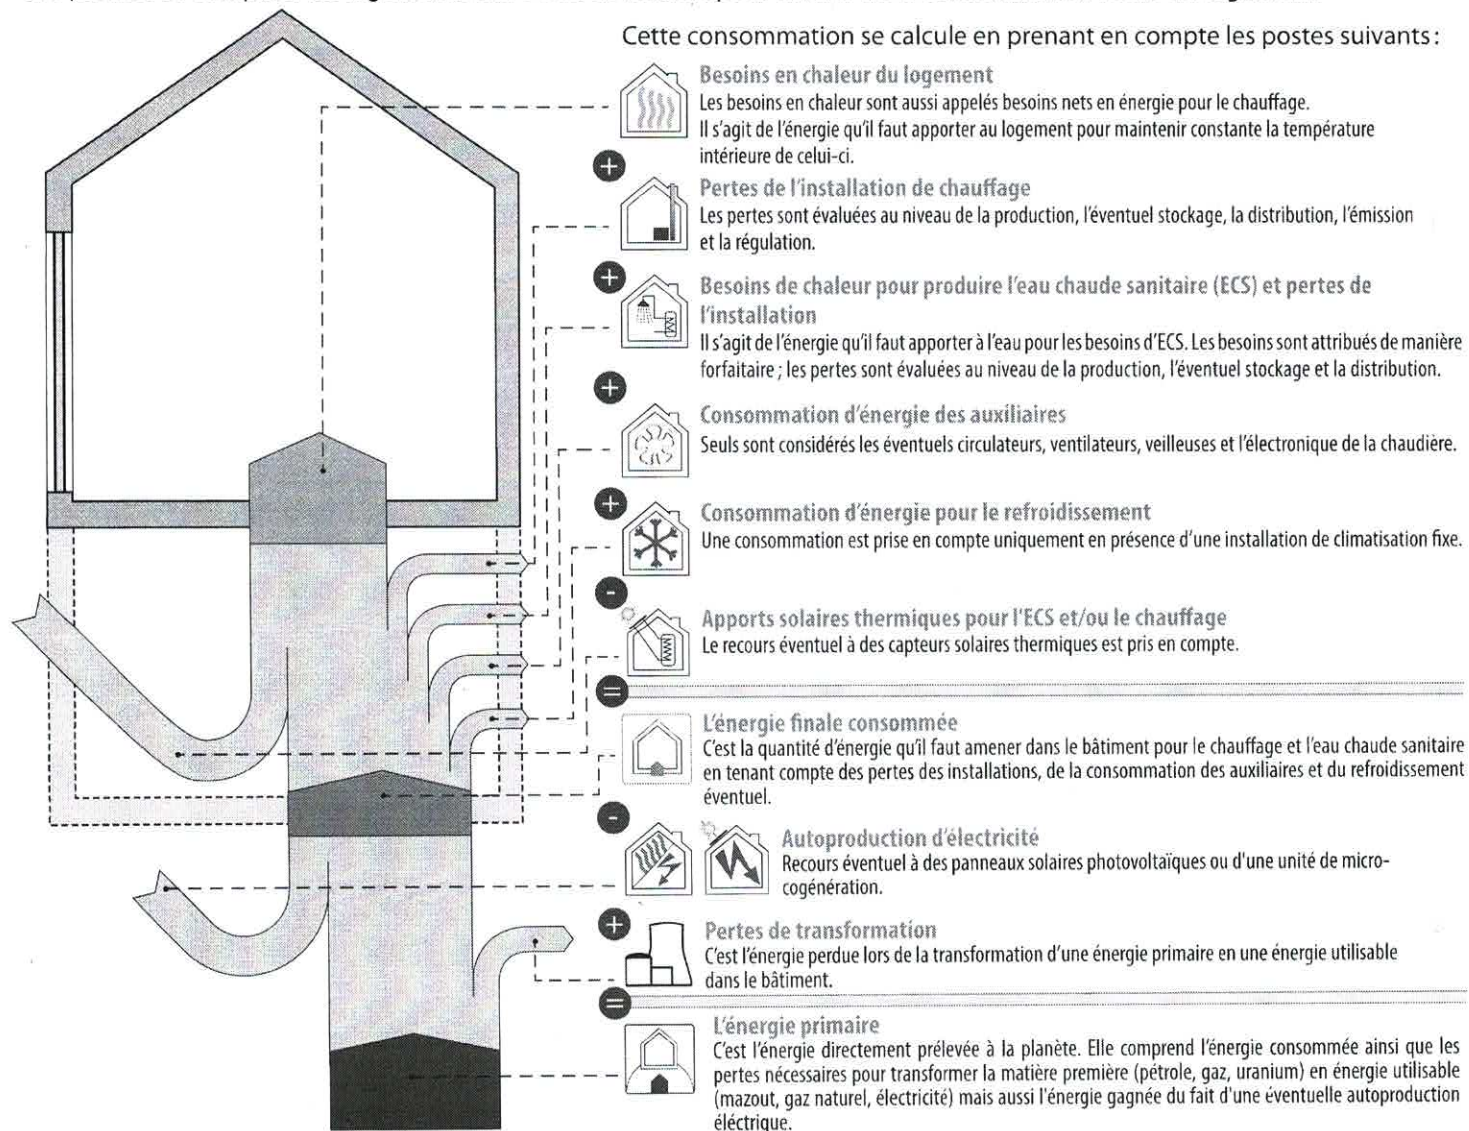 Cette consommation se calcule en prenant en compte les postes suivants :
Besoins en chaleur du logement
Les besoins en chaleur sont aussi appelés besoins nets en énergie pour le chauffage.
Il s'agit de l'énergie qu'il faut apporter au logement pour maintenir constante la température
intérieure de celui-ci.
+
Pertes de l'installation de chauffage
Les pertes sont évaluées au niveau de la production, l'éventuel stockage, la distribution, l'émission
et la régulation.
+
Besoins de chaleur pour produire l'eau chaude sanitaire (ECS) et pertes de
l'installation
Il s'agit de l'énergie qu'il faut apporter à l'eau pour les besoins d'ECS. Les besoins sont attribués de manière
forfaitaire ; les pertes sont évaluées au niveau de la production, l'éventuel stockage et la distribution.
+
Consommation d'énergie des auxiliaires
Seuls sont considérés les éventuels circulateurs, ventilateurs, veilleuses et l'électronique de la chaudière.
+
Consommation d'énergie pour le refroidissement
Une consommation est prise en compte uniquement en présence d'une installation de climatisation fixe.
-
Apports solaires thermiques pour l'ECS et/ou le chauffage
Le recours éventuel à des capteurs solaires thermiques est pris en compte.
=
L'énergie finale consommée
C'est la quantité d'énergie qu'il faut amener dans le bâtiment pour le chauffage et l'eau chaude sanitaire
en tenant compte des pertes des installations, de la consommation des auxiliaires et du refroidissement
éventuel.
-
Autoproduction d'électricité
Recours éventuel à des panneaux solaires photovoltaïques ou d'une unité de micro-
cogénération.
+
Pertes de transformation
C'est l'énergie perdue lors de la transformation d'une énergie primaire en une énergie utilisable
dans le bâtiment.
=
L'énergie primaire
C'est l'énergie directement prélevée à la planète. Elle comprend l'énergie consommée ainsi que les
pertes nécessaires pour transformer la matière première (pétrole, gaz, uranium) en énergie utilisable
(mazout, gaz naturel, électricité) mais aussi l'énergie gagnée du fait d'une éventuelle autoproduction
éléctrique.